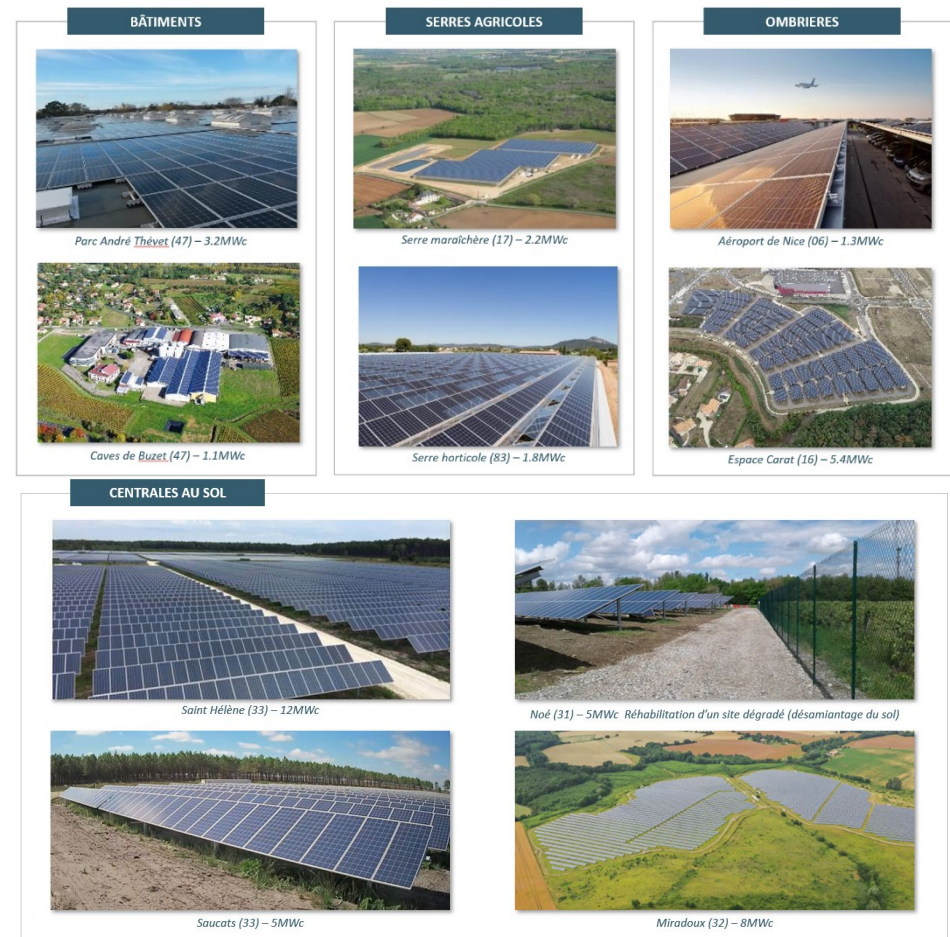 BÂTIMENTS
SERRES AGRICOLES
OMBRIERES
Parc André Thévet (47) – 3.2MWc
Serre maraîchère (17) – 2.2MWc
Aéroport de Nice (06) – 1.3MWc
Caves de Buzet (47) – 1.1MWc
Serre horticole (83) – 1.8MWc
Espace Carat (16) – 5.4MWc
CENTRALES AU SOL
Saint Hélène (33) – 12MWc
Noé (31) – 5MWc Réhabilitation d'un site dégradé (désamiantage du sol)
Saucats (33) – 5MWc
Miradoux (32) – 8MWc